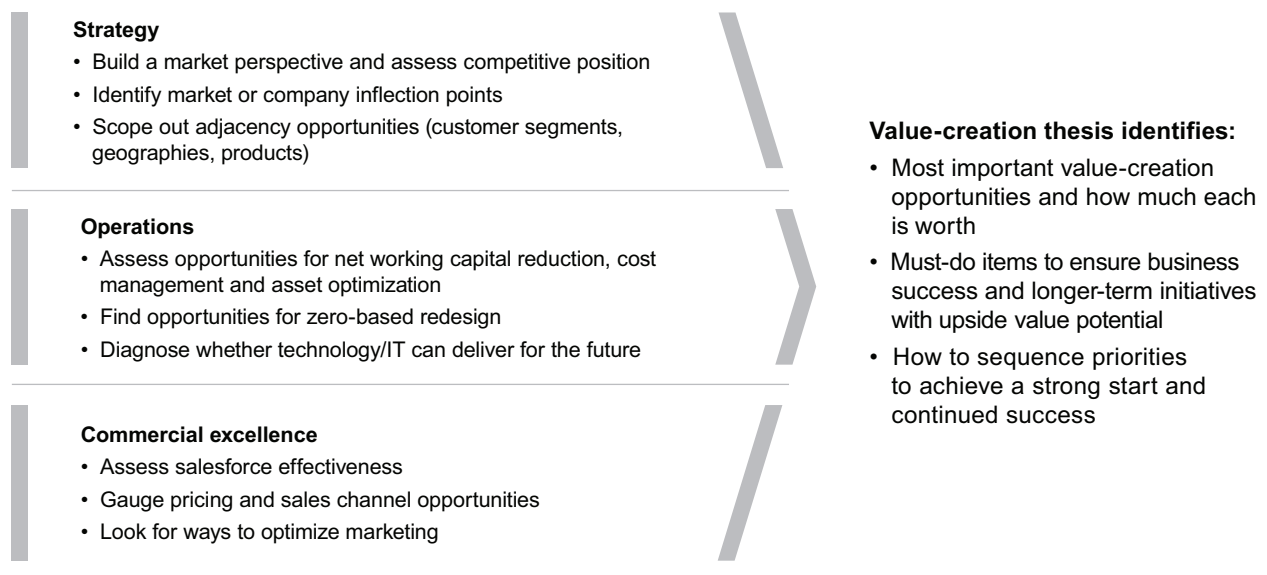 Strategy
• Build a market perspective and assess competitive position
• Identify market or company inflection points
• Scope out adjacency opportunities (customer segments,
geographies, products)
Operations
• Assess opportunities for net working capital reduction, cost
management and asset optimization
• Find opportunities for zero-based redesign
• Diagnose whether technology/IT can deliver for the future
Commercial excellence
• Assess salesforce effectiveness
• Gauge pricing and sales channel opportunities
• Look for ways to optimize marketing
Value-creation thesis identifies:
• Most important value-creation
opportunities and how much each
is worth
• Must-do items to ensure business
success and longer-term initiatives
with upside value potential
• How to sequence priorities
to achieve a strong start and
continued success